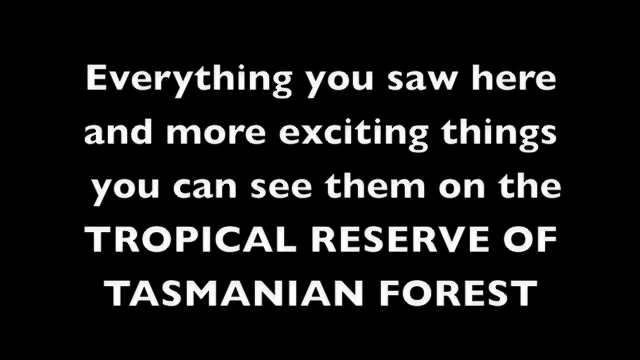 Everything you saw here
and more exciting things
you can see them on the
TROPICAL RESERVE OF
TASMANIAN FOREST